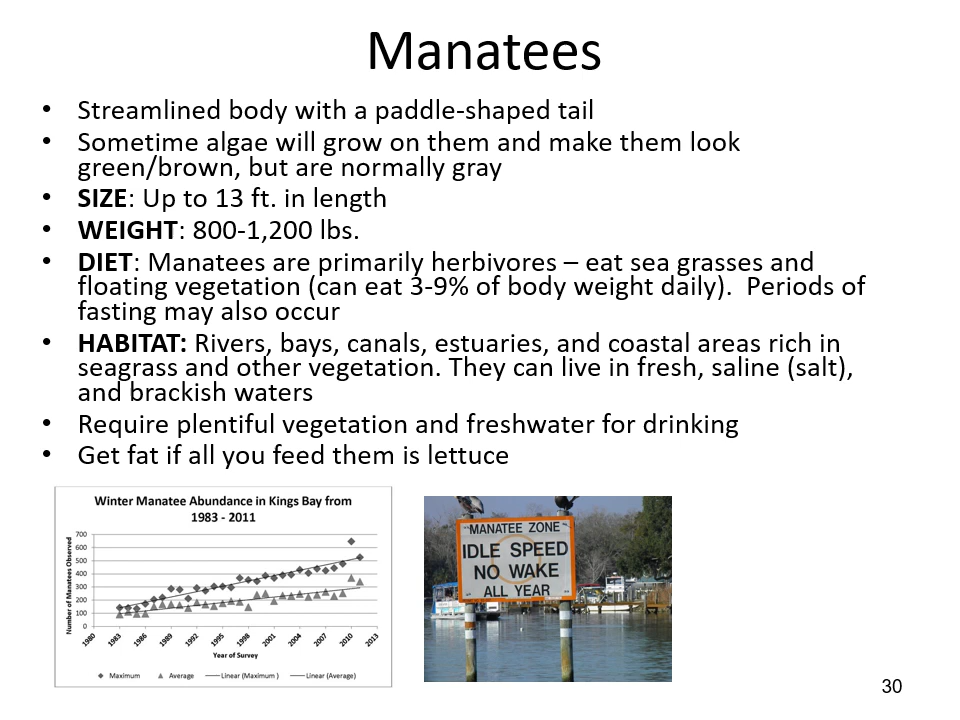 Manatees
• Streamlined body with a paddle-shaped tail
• Sometime algae will grow on them and make them look
green/brown, but are normally gray
• SIZE: Up to 13 ft. in length
• WEIGHT: 800-1,200 lbs.
• DIET: Manatees are primarily herbivores – eat sea grasses and
floating vegetation (can eat 3-9% of body weight daily).  Periods of
fasting may also occur
• HABITAT: Rivers, bays, canals, estuaries, and coastal areas rich in
seagrass and other vegetation. They can live in fresh, saline (salt),
and brackish waters
• Require plentiful vegetation and freshwater for drinking
• Get fat if all you feed them is lettuce
Winter Manatee Abundance in Kings Bay from
1983 - 2011
Number of Manatees Observed
700
600
500
400
300
200
100
0
1980 1983 1986 1989 1992 1995 1998 2001 2004 2007 2010 2013
Year of Survey
Maximum Average Linear (Maximum ) Linear (Average)
MANATEE ZONE
IDLE SPEED
NO WAKE
ALL YEAR
30